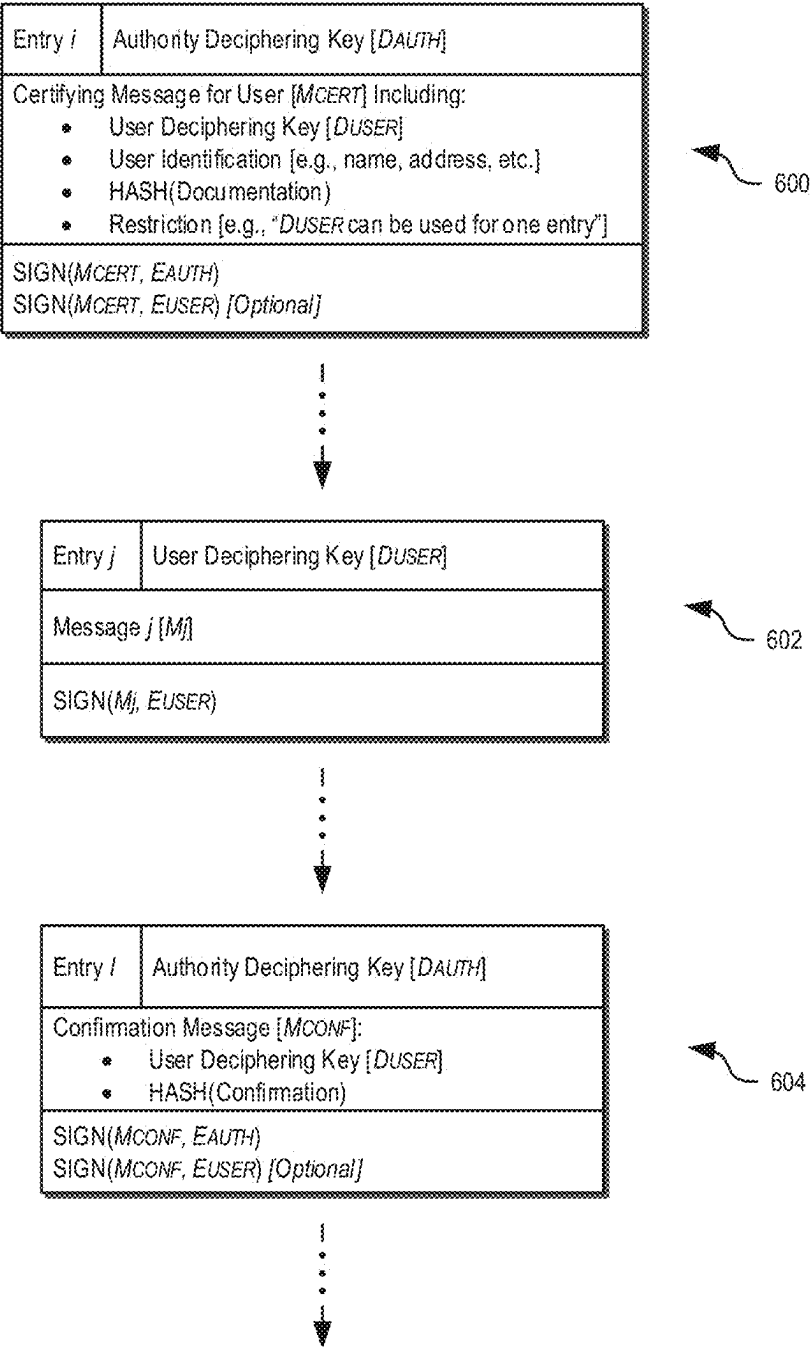 Entry i Authority Deciphering Key [DAUTH]
Certifying Message for User [MCERT] Including:
• User Deciphering Key [DUSER]
• User Identification [e.g., name, address, etc.]
• HASH(Documentation)
• Restriction [e.g., “DUSER can be used for one entry”]
SIGN(MCERT, EAUTH)
SIGN(MCERT, EUSER) [Optional]
600
Entry j User Deciphering Key [DUSER]
Message j [Mj]
SIGN(Mj, EUSER)
602
Entry l Authority Deciphering Key [DAUTH]
Confirmation Message [MCONF]:
• User Deciphering Key [DUSER]
• HASH(Confirmation)
SIGN(MCONF, EAUTH)
SIGN(MCONF, EUSER) [Optional]
604